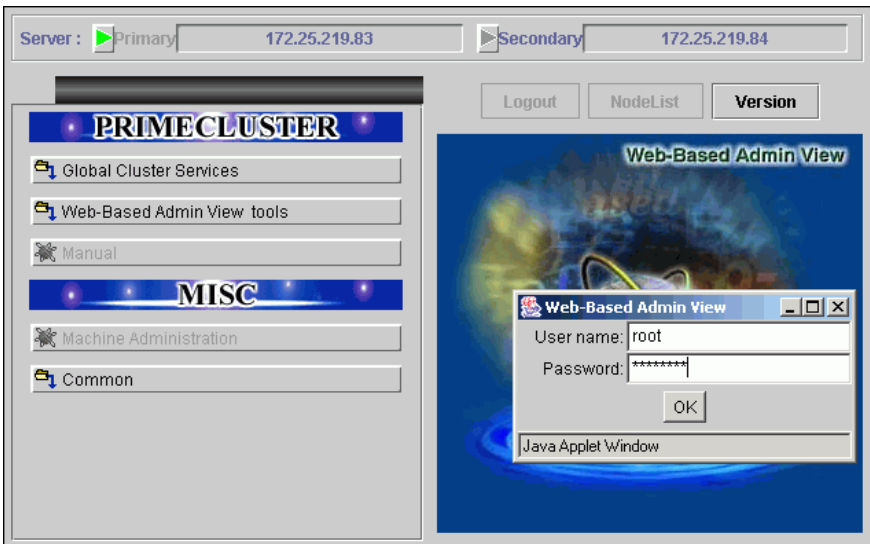 Server : Primary 172.25.219.83 Secondary 172.25.219.84
Logout NodeList Version
PRIMECLUSTER
Global Cluster Services
Web-Based Admin View tools
Manual
MISC
Machine Administration
Common
Web-Based Admin View
Web-Based Admin View
User name: root
Password: ********
OK
Java Applet Window